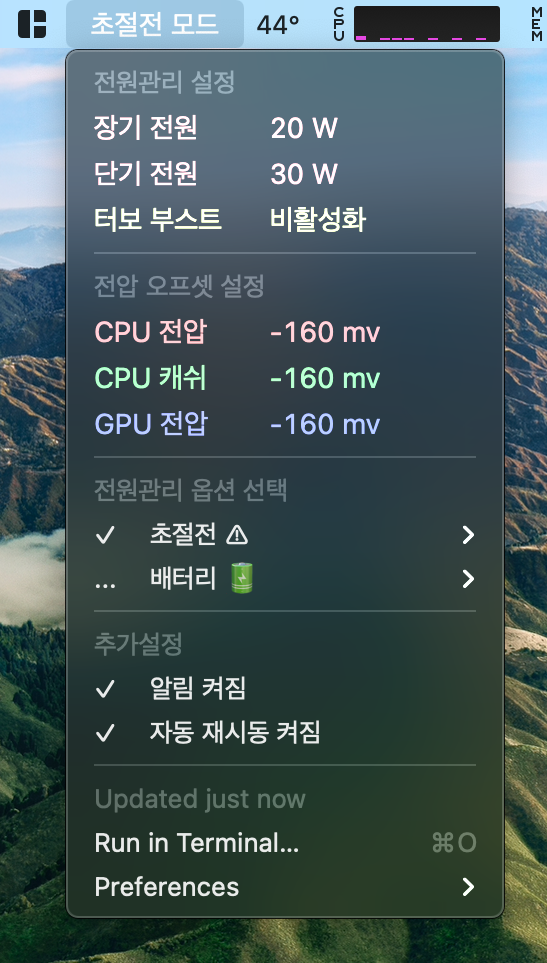 초절전 모드 44° CPU MEM
전원관리 설정
장기 전원 20 W
단기 전원 30 W
터보 부스트 비활성화
전압 오프셋 설정
CPU 전압 -160 mv
CPU 캐쉬 -160 mv
GPU 전압 -160 mv
전원관리 옵션 선택
✓ 초절전 ⚠ >
... 배터리 🔋 >
추가설정
✓ 알림 켜짐
✓ 자동 재시동 켜짐
Updated just now
Run in Terminal... ⌘O
Preferences >